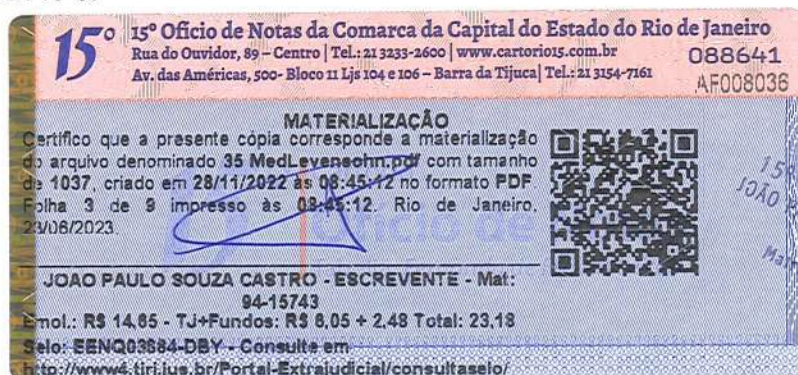 15º 15º Ofício de Notas da Comarca da Capital do Estado do Rio de Janeiro
Rua do Ouvidor, 89 – Centro | Tel.: 21 3233-2600 | www.cartorio15.com.br
Av. das Américas, 500- Bloco 11 Ljs 104 e 106 – Barra da Tijuca| Tel.: 21 3154-7161
088641
AF008036
MATERIALIZAÇÃO
Certifico que a presente cópia corresponde a materialização
do arquivo denominado 35 MedLevensohn.pdf com tamanho
de 1037, criado em 28/11/2022 às 08:45:12 no formato PDF.
Folha 3 de 9 impresso às 08:45:12. Rio de Janeiro,
23/06/2023.
Ofício de
JOAO PAULO SOUZA CASTRO - ESCREVENTE - Mat:
94-15743
Emol.: R$ 14,65 - TJ+Fundos: R$ 6,05 + 2,48 Total: 23,18
Selo: EENQ03884-DBY - Consulte em
http://www4.tjrj.jus.br/Portal-Extrajudicial/consultaselo/
JOÃO